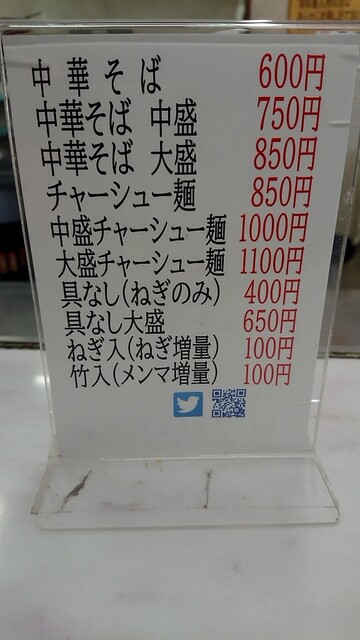 中華そば 600円
中華そば 中盛 750円
中華そば 大盛 850円
チャーシュー麺 850円
中盛チャーシュー麺 1000円
大盛チャーシュー麺 1100円
具なし(ねぎのみ) 400円
具なし大盛 650円
ねぎ入(ねぎ増量) 100円
竹入(メンマ増量) 100円